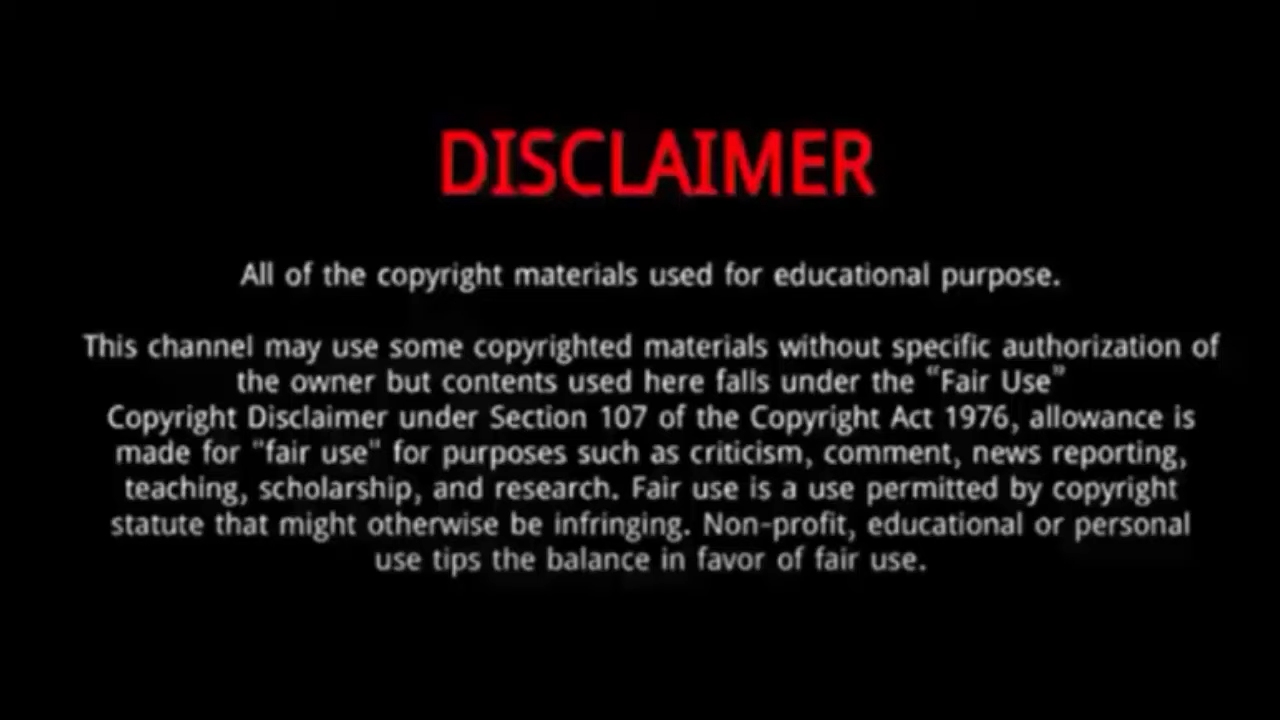 DISCLAIMER
All of the copyright materials used for educational purpose.
This channel may use some copyrighted materials without specific authorization of
the owner but contents used here falls under the “Fair Use”
Copyright Disclaimer under Section 107 of the Copyright Act 1976, allowance is
made for "fair use" for purposes such as criticism, comment, news reporting,
teaching, scholarship, and research. Fair use is a use permitted by copyright
statute that might otherwise be infringing. Non-profit, educational or personal
use tips the balance in favor of fair use.